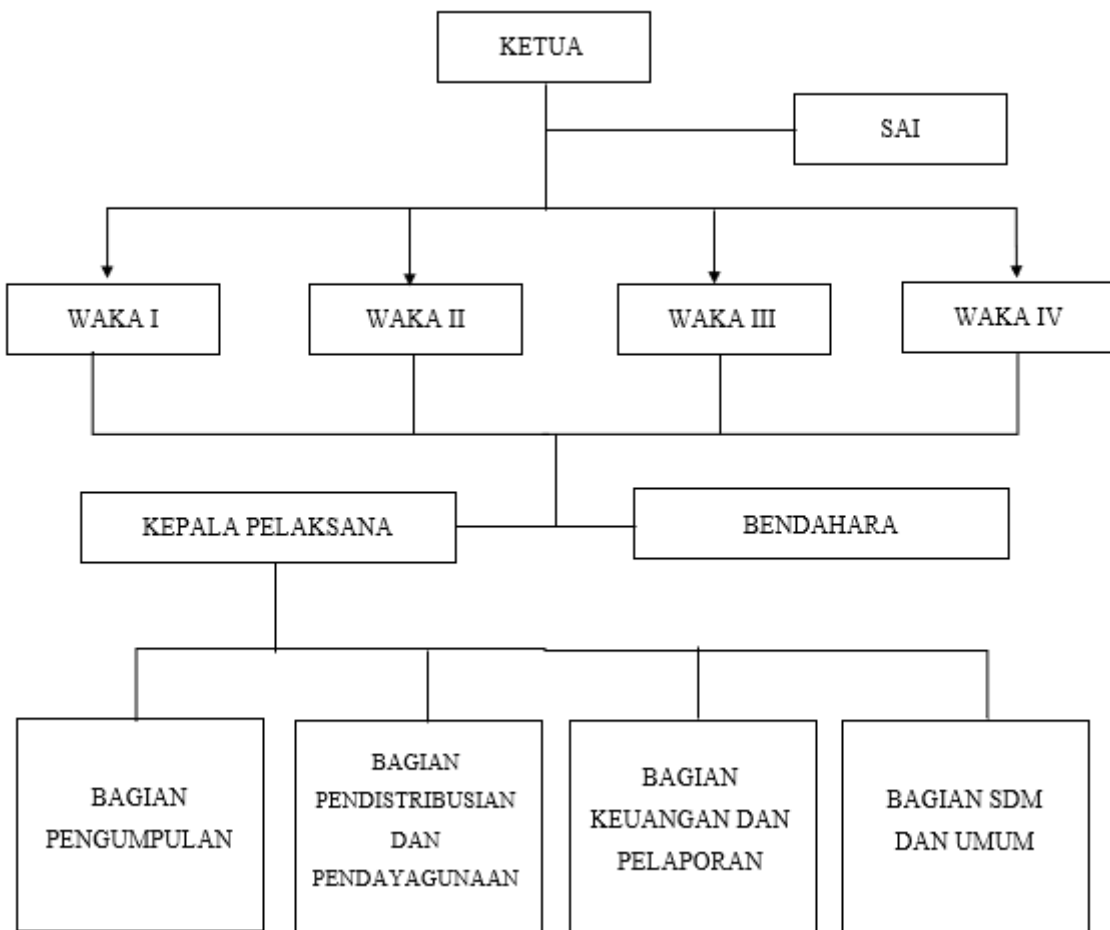 KETUA
SAI
WAKA I
WAKA II
WAKA III
WAKA IV
KEPALA PELAKSANA
BENDAHARA
BAGIAN
PENGUMPULAN
BAGIAN
PENDISTRIBUSIAN
DAN
PENDAYAGUNAAN
BAGIAN
KEUANGAN DAN
PELAPORAN
BAGIAN SDM
DAN UMUM